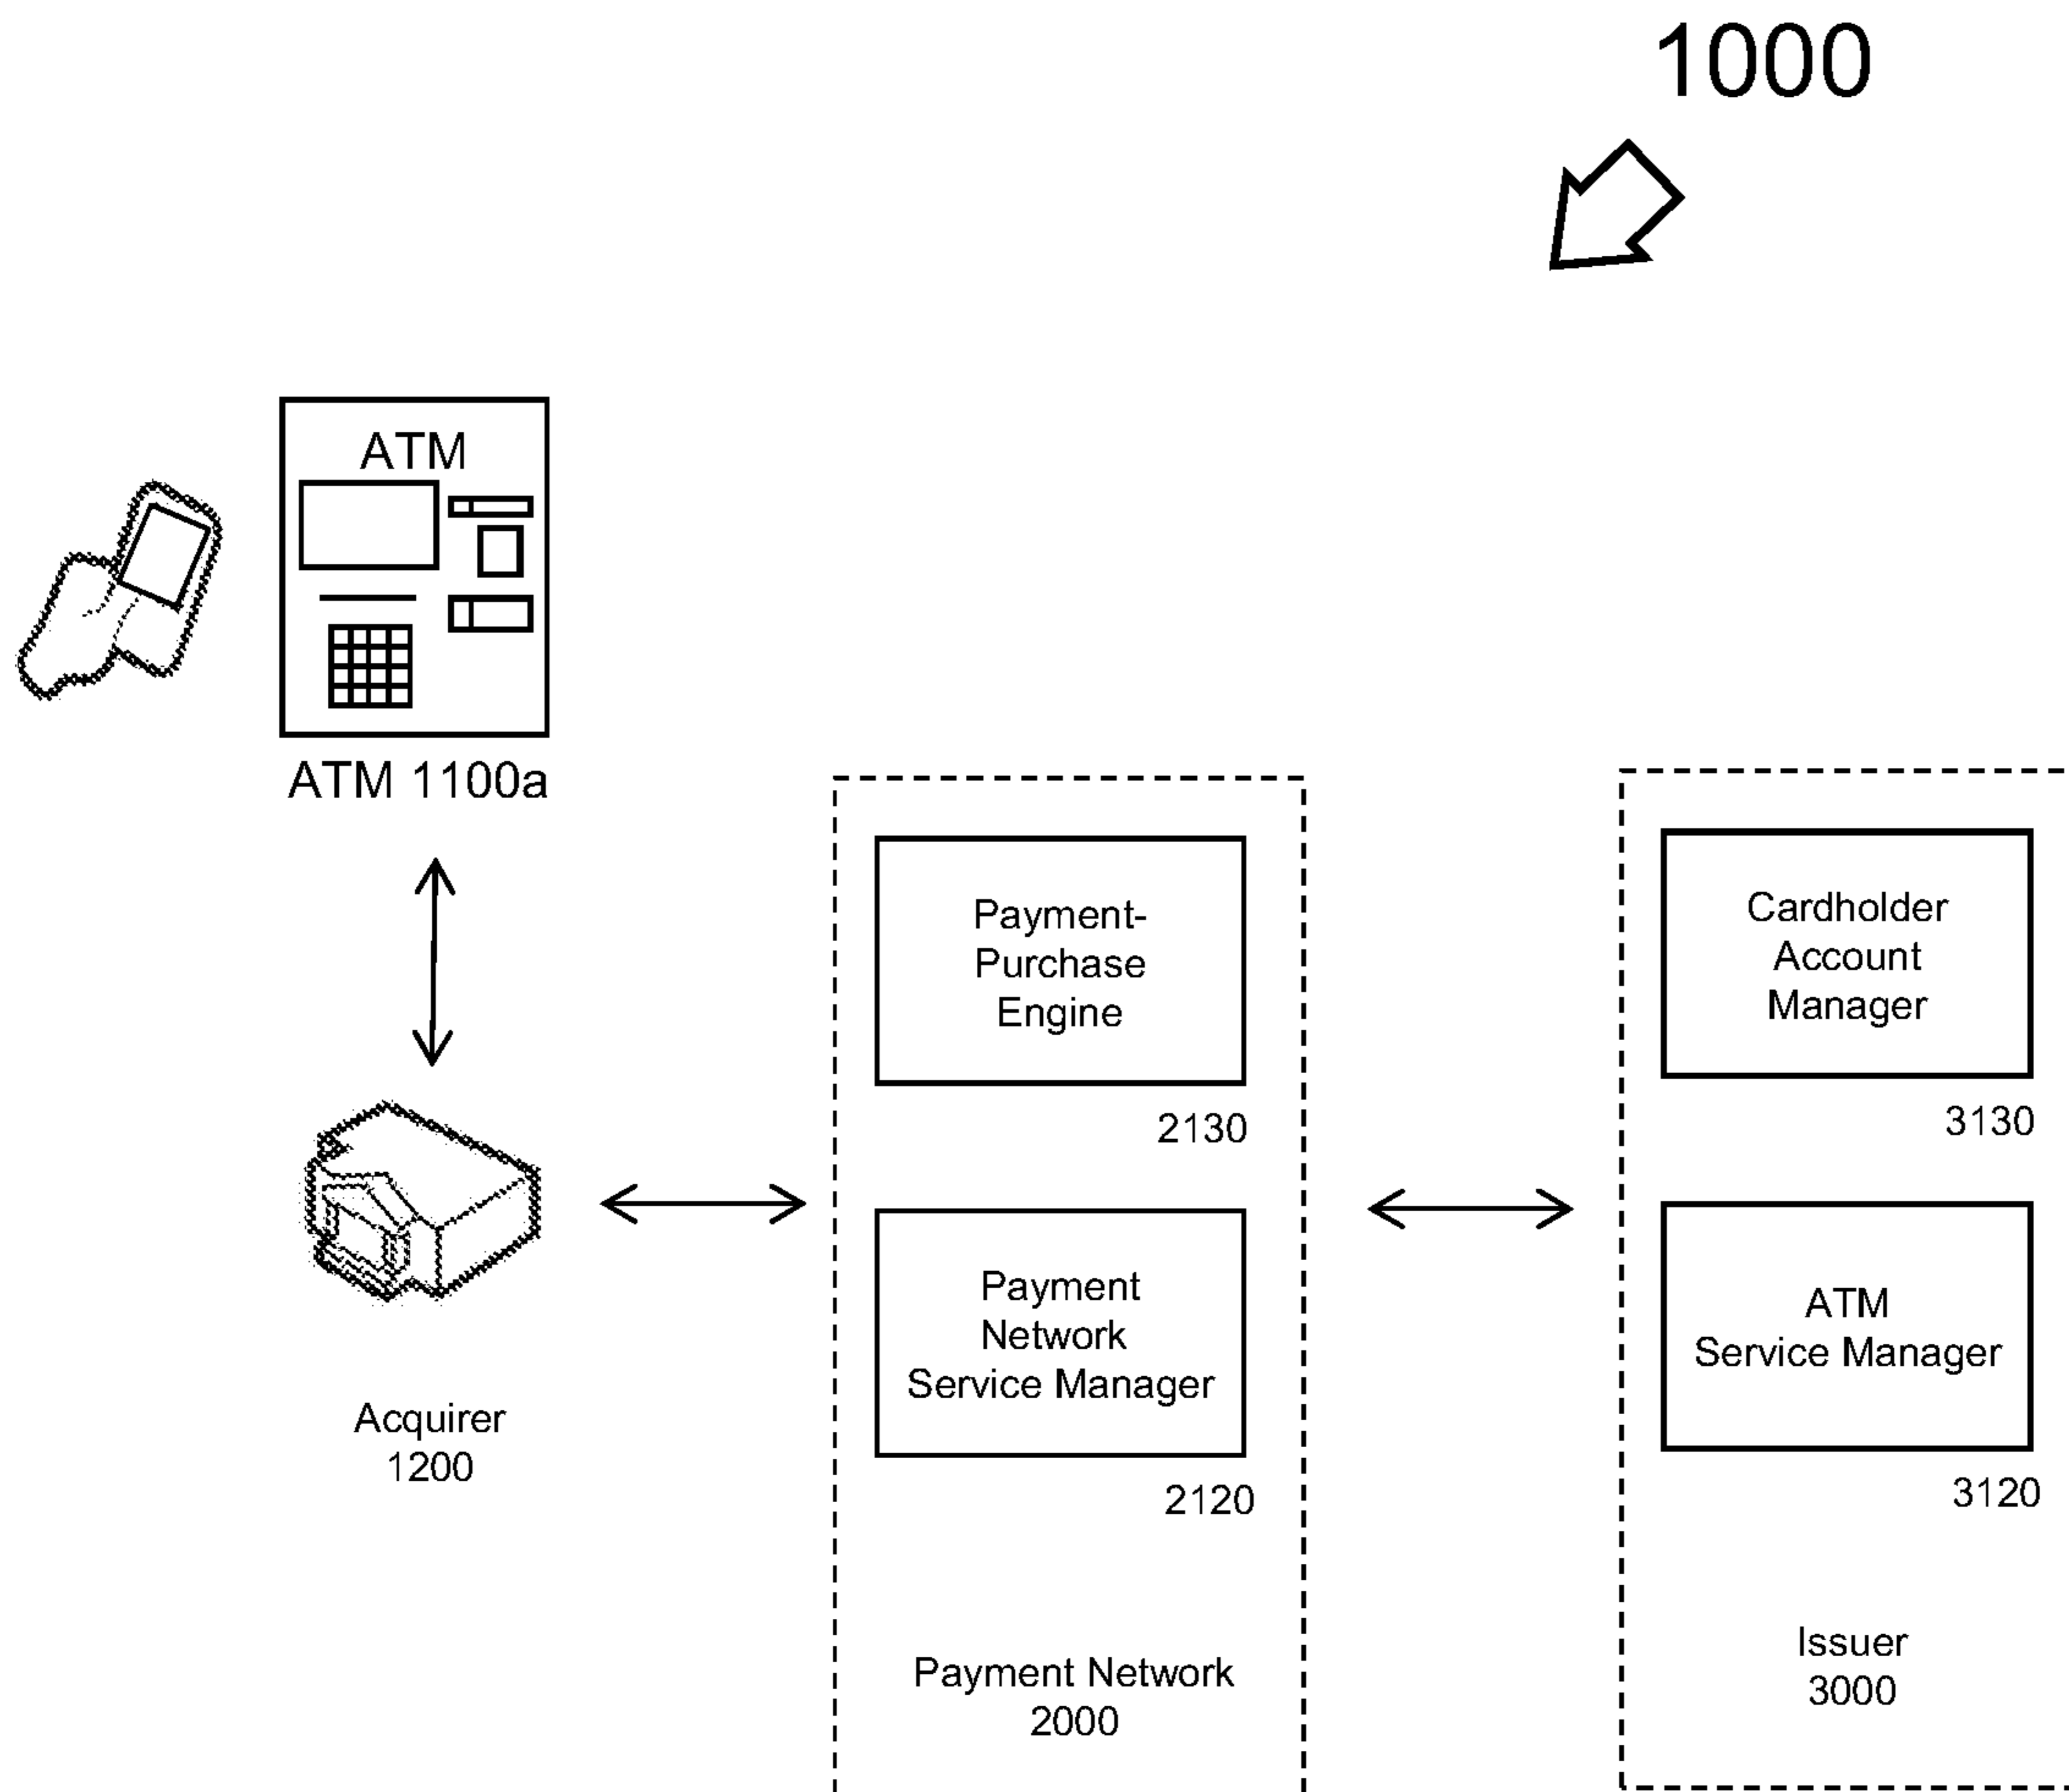 1000
ATM
ATM 1100a
Payment-
Purchase
Engine
2130
Cardholder
Account
Manager
3130
Acquirer
1200
Payment
Network
Service Manager
2120
ATM
Service Manager
3120
Payment Network
2000
Issuer
3000